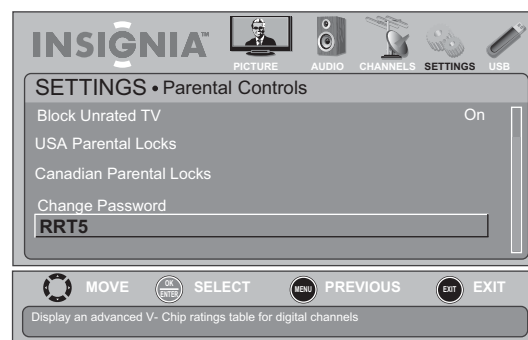 INSIGNIA™
PICTURE AUDIO CHANNELS SETTINGS USB
SETTINGS • Parental Controls
Block Unrated TV On
USA Parental Locks
Canadian Parental Locks
Change Password
RRT5
MOVE OK ENTER SELECT MENU PREVIOUS EXIT EXIT
Display an advanced V- Chip ratings table for digital channels